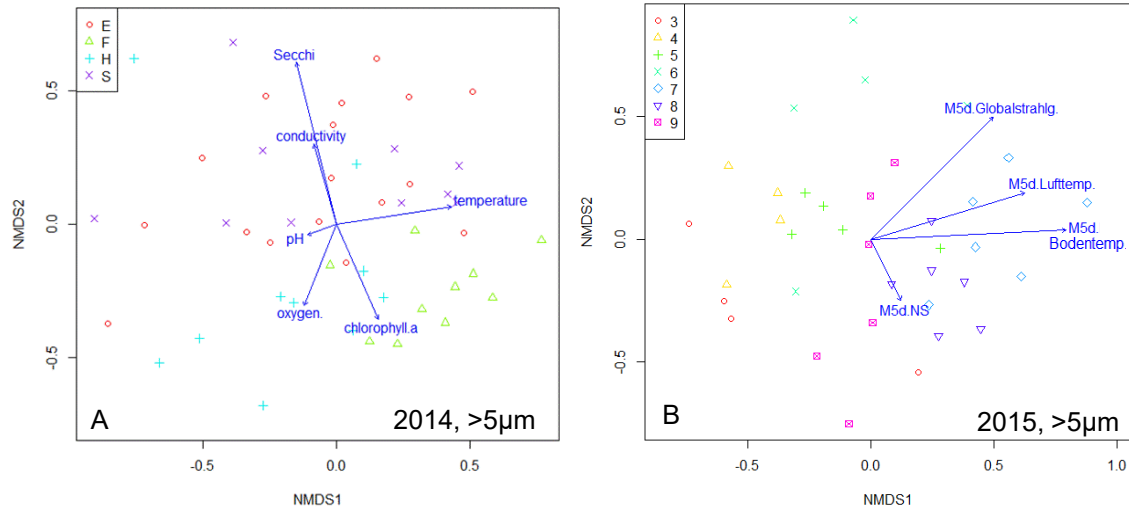 E
F
H
S
Secchi
conductivity
temperature
pH
oxygen.
chlorophyll.a
A
2014, >5µm
0.5
0.0
-0.5
-0.5
0.0
0.5
NMDS2
NMDS1
3
4
5
6
7
8
9
M5d.Globalstrahlg.
M5d.Lufttemp.
M5d.
Bodentemp.
M5d.NS
B
2015, >5µm
0.5
0.0
-0.5
-0.5
0.0
0.5
1.0
NMDS2
NMDS1